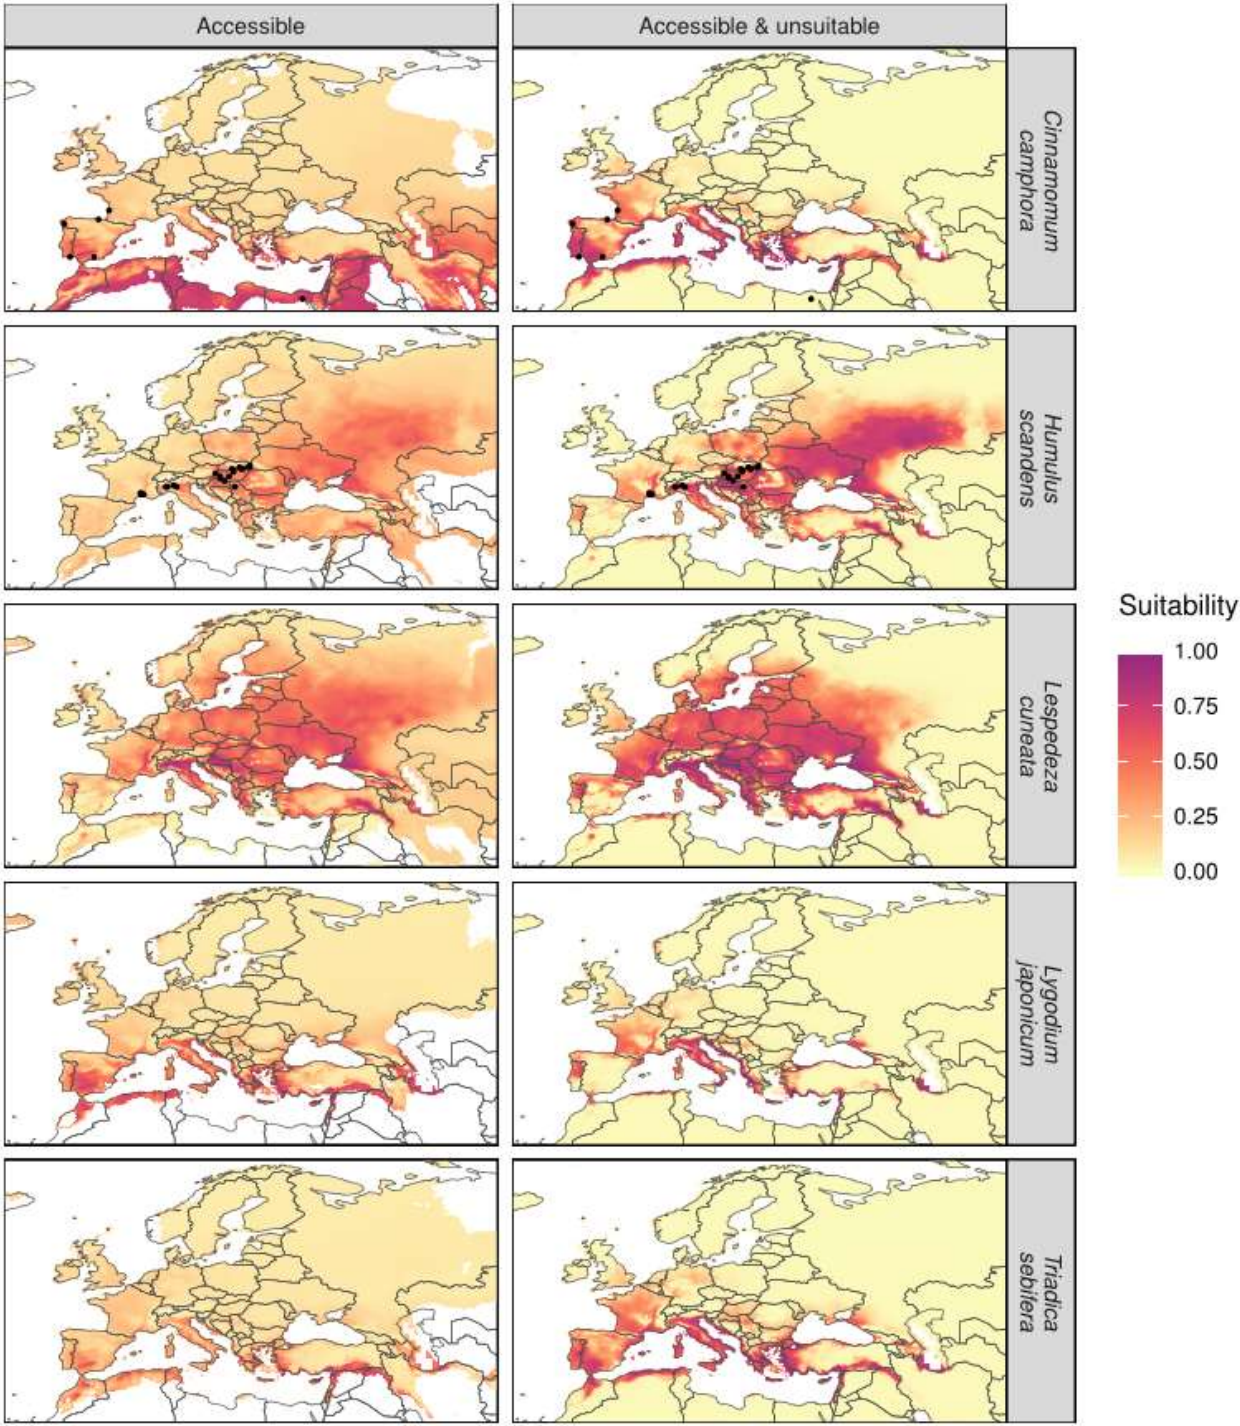 Accessible
Accessible & unsuitable
Cinnamomum
camphora
Humulus
scandens
Lespedeza
cuneata
Lygodium
japonicum
Triadica
sebifera
Suitability
1.00
0.75
0.50
0.25
0.00